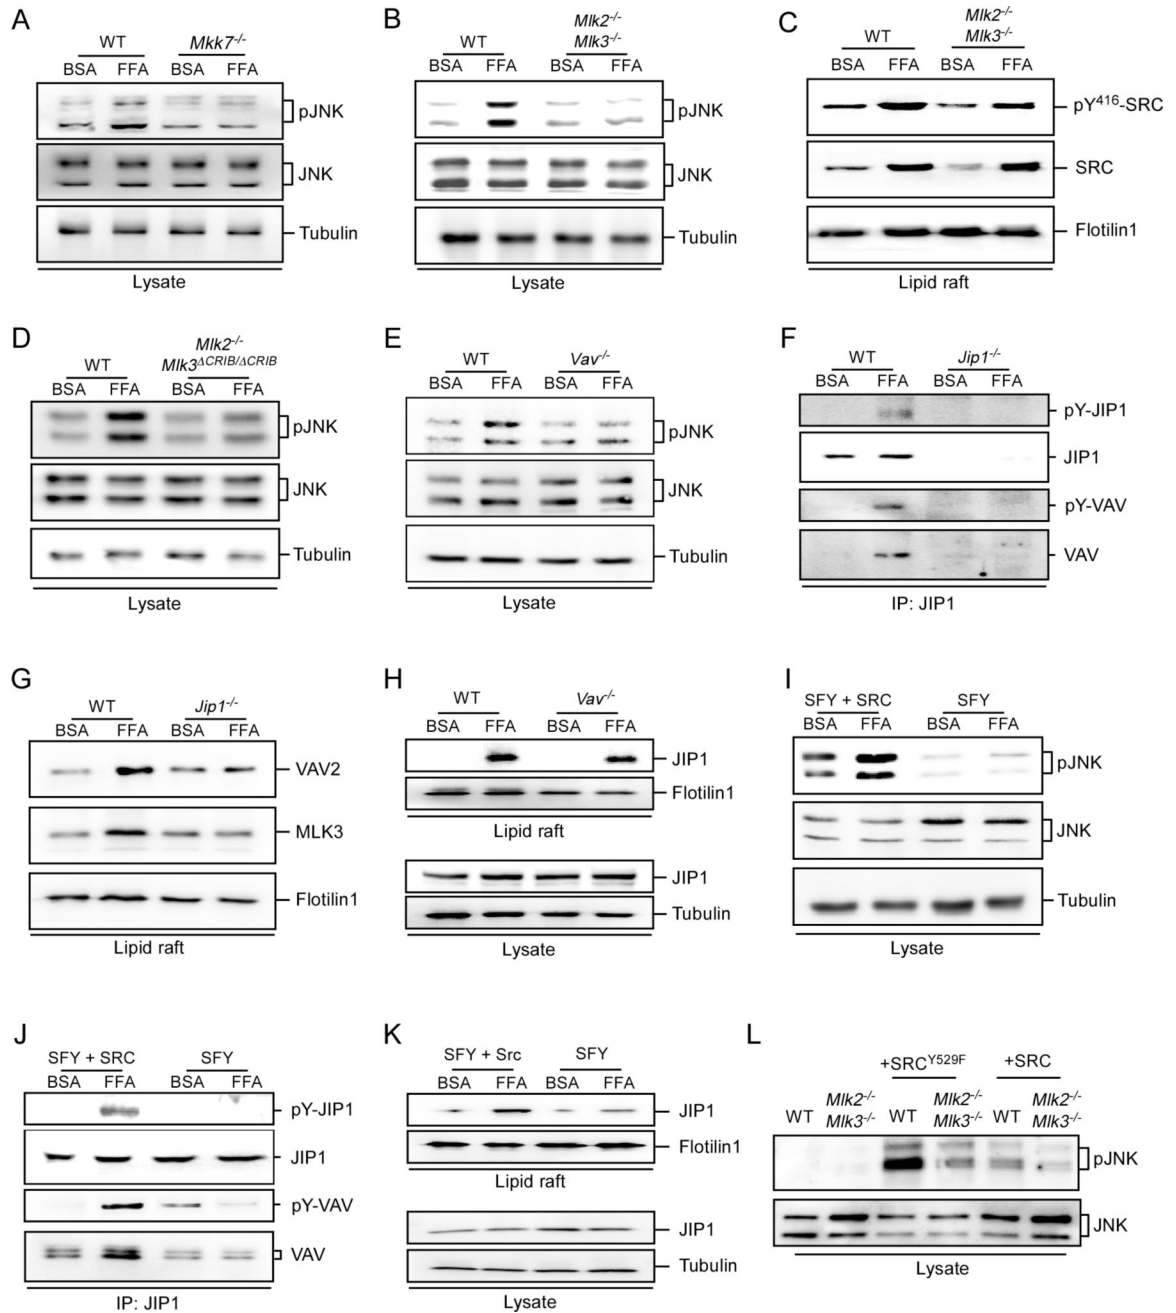 A
WT Mkk7-/-
BSA FFA BSA FFA
pJNK
JNK
Tubulin
Lysate
B
Mlk2-/-
WT Mlk3-/-
BSA FFA BSA FFA
pJNK
JNK
Tubulin
Lysate
C
Mlk2-/-
WT Mlk3-/-
BSA FFA BSA FFA
pY416-SRC
SRC
Flotilin1
Lipid raft
D
Mlk2-/-
WT Mlk3ΔCRIB/ΔCRIB
BSA FFA BSA FFA
pJNK
JNK
Tubulin
Lysate
E
WT Vav-/-
BSA FFA BSA FFA
pJNK
JNK
Tubulin
Lysate
F
WT Jip1-/-
BSA FFA BSA FFA
pY-JIP1
JIP1
pY-VAV
VAV
IP: JIP1
G
WT Jip1-/-
BSA FFA BSA FFA
VAV2
MLK3
Flotilin1
Lipid raft
H
WT Vav-/-
BSA FFA BSA FFA
JIP1
Flotilin1
Lipid raft
JIP1
Tubulin
Lysate
I
SFY + SRC SFY
BSA FFA BSA FFA
pJNK
JNK
Tubulin
Lysate
J
SFY + SRC SFY
BSA FFA BSA FFA
pY-JIP1
JIP1
pY-VAV
VAV
IP: JIP1
K
SFY + Src SFY
BSA FFA BSA FFA
JIP1
Flotilin1
Lipid raft
JIP1
Tubulin
Lysate
L
+SRCY529F +SRC
Mlk2-/- Mlk2-/- Mlk2-/-
WT Mlk3-/- WT Mlk3-/- WT Mlk3-/-
pJNK
JNK
Lysate